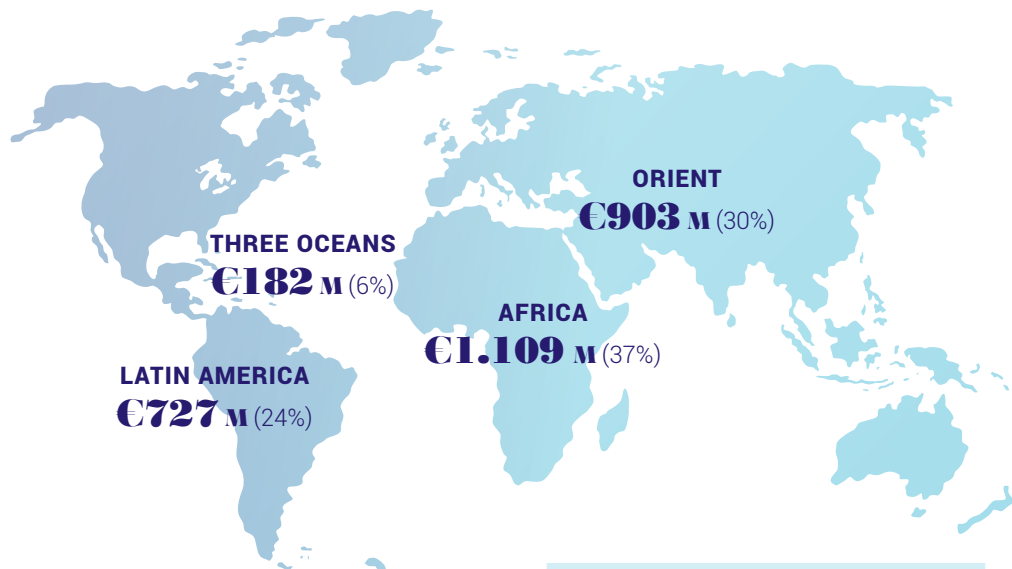 ORIENT
€903 M (30%)
THREE OCEANS
€182 M (6%)
AFRICA
€1.109 M (37%)
LATIN AMERICA
€727 M (24%)